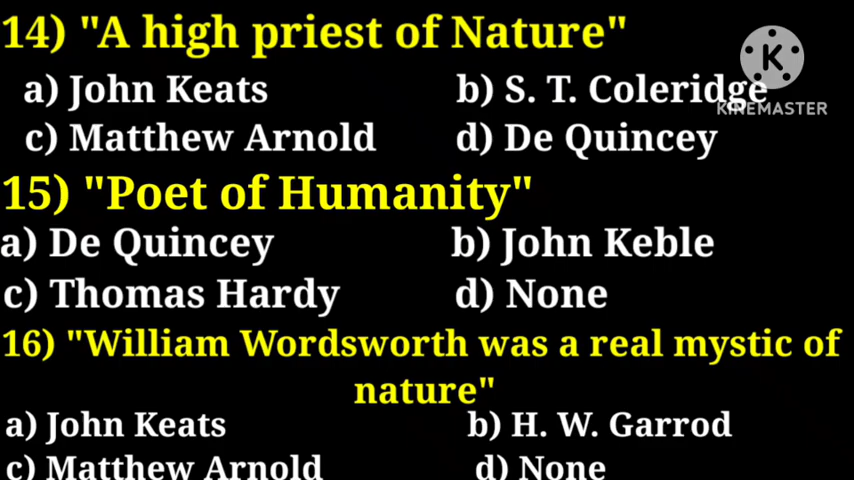 14) "A high priest of Nature"
a) John Keats b) S. T. Coleridge
KINEMASTER
c) Matthew Arnold d) De Quincey
15) "Poet of Humanity"
a) De Quincey b) John Keble
c) Thomas Hardy d) None
16) "William Wordsworth was a real mystic of
nature"
a) John Keats b) H. W. Garrod
c) Matthew Arnold d) None